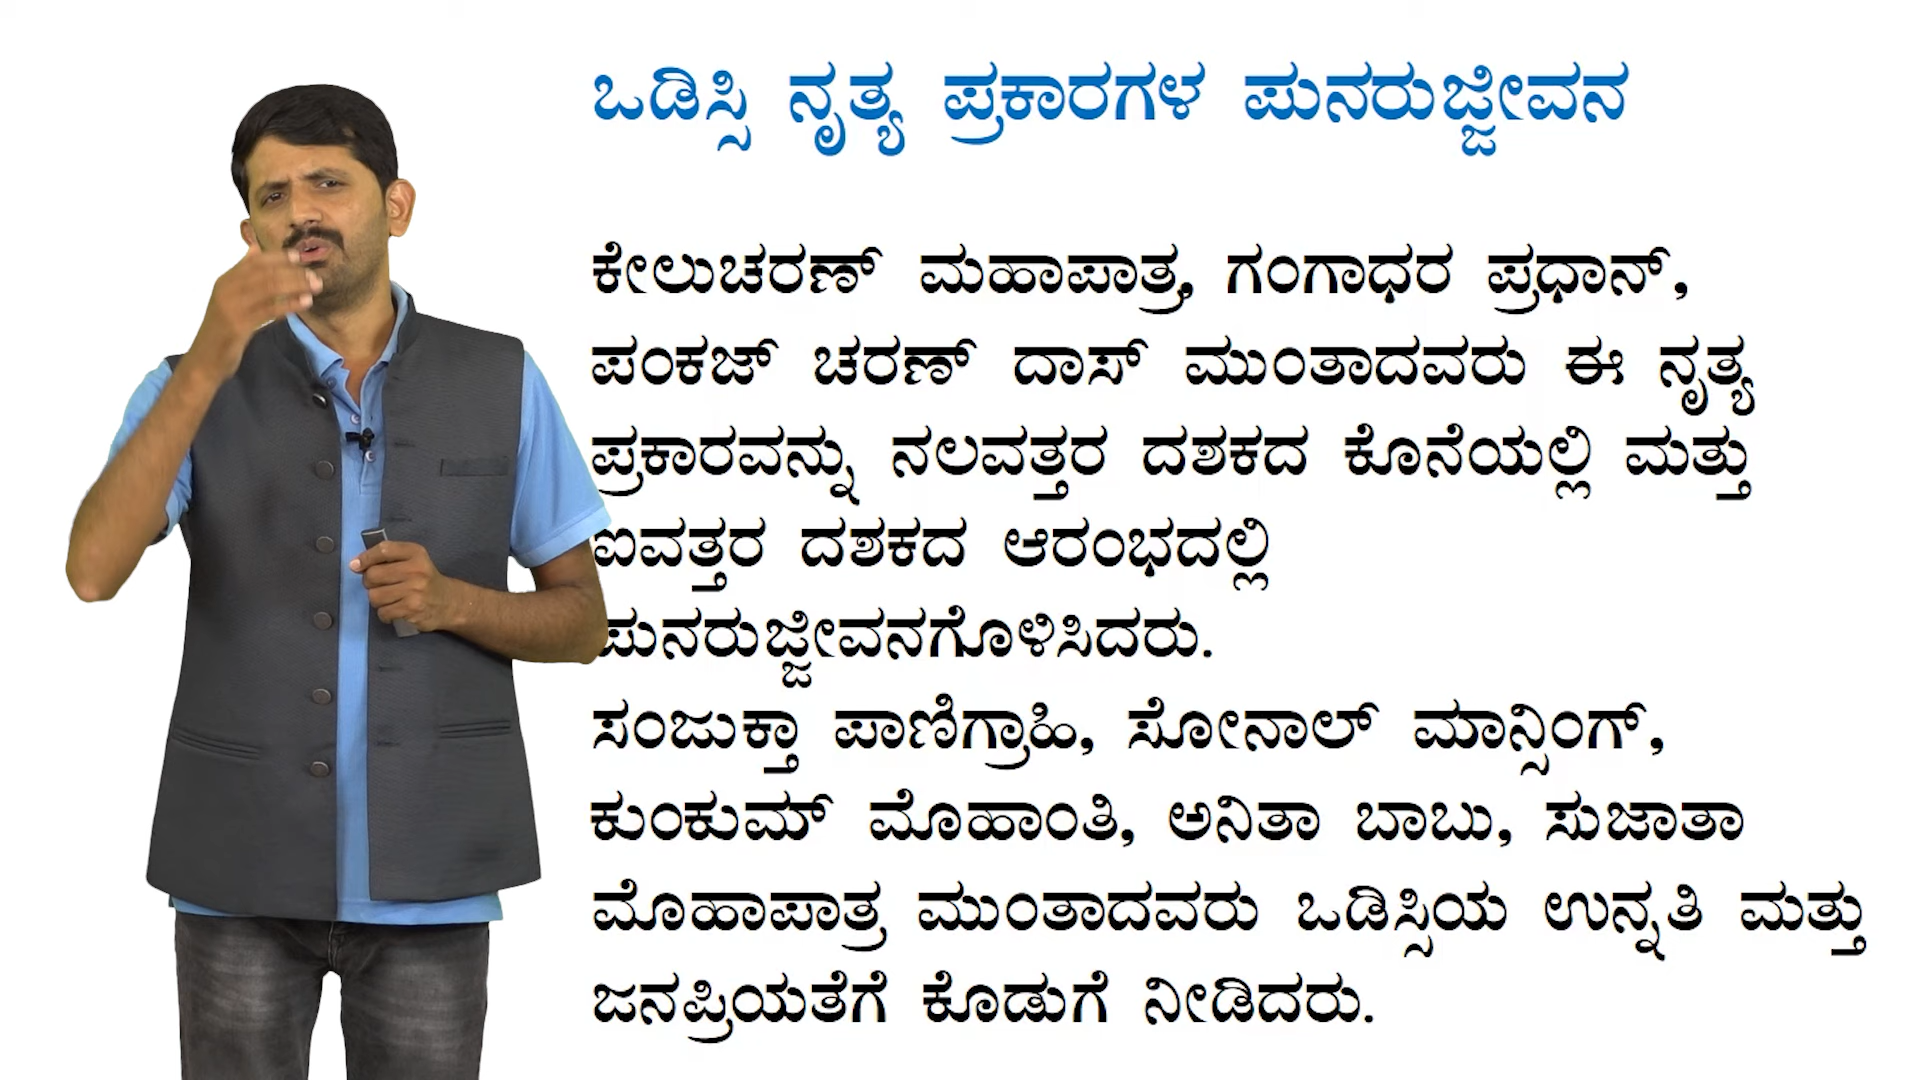 ಒಡಿಸ್ಸಿ ನೃತ್ಯ ಪ್ರಕಾರಗಳ ಪುನರುಜ್ಜೀವನ
ಕೇಲುಚರಣ್ ಮಹಾಪಾತ್ರ, ಗಂಗಾಧರ ಪ್ರಧಾನ್,
ಪಂಕಜ್ ಚರಣ್ ದಾಸ್ ಮುಂತಾದವರು ಈ ನೃತ್ಯ
ಪ್ರಕಾರವನ್ನು ನಲವತ್ತರ ದಶಕದ ಕೊನೆಯಲ್ಲಿ ಮತ್ತು
ಐವತ್ತರ ದಶಕದ ಆರಂಭದಲ್ಲಿ
ಪುನರುಜ್ಜೀವನಗೊಳಿಸಿದರು.
ಸಂಜುಕ್ತಾ ಪಾಣಿಗ್ರಾಹಿ, ಸೋನಾಲ್ ಮಾನ್ಸಿಂಗ್,
ಕುಂಕುಮ್ ಮೊಹಾಂತಿ, ಅನಿತಾ ಬಾಬು, ಸುಜಾತಾ
ಮೊಹಾಪಾತ್ರ ಮುಂತಾದವರು ಒಡಿಸ್ಸಿಯ ಉನ್ನತಿ ಮತ್ತು
ಜನಪ್ರಿಯತೆಗೆ ಕೊಡುಗೆ ನೀಡಿದರು.